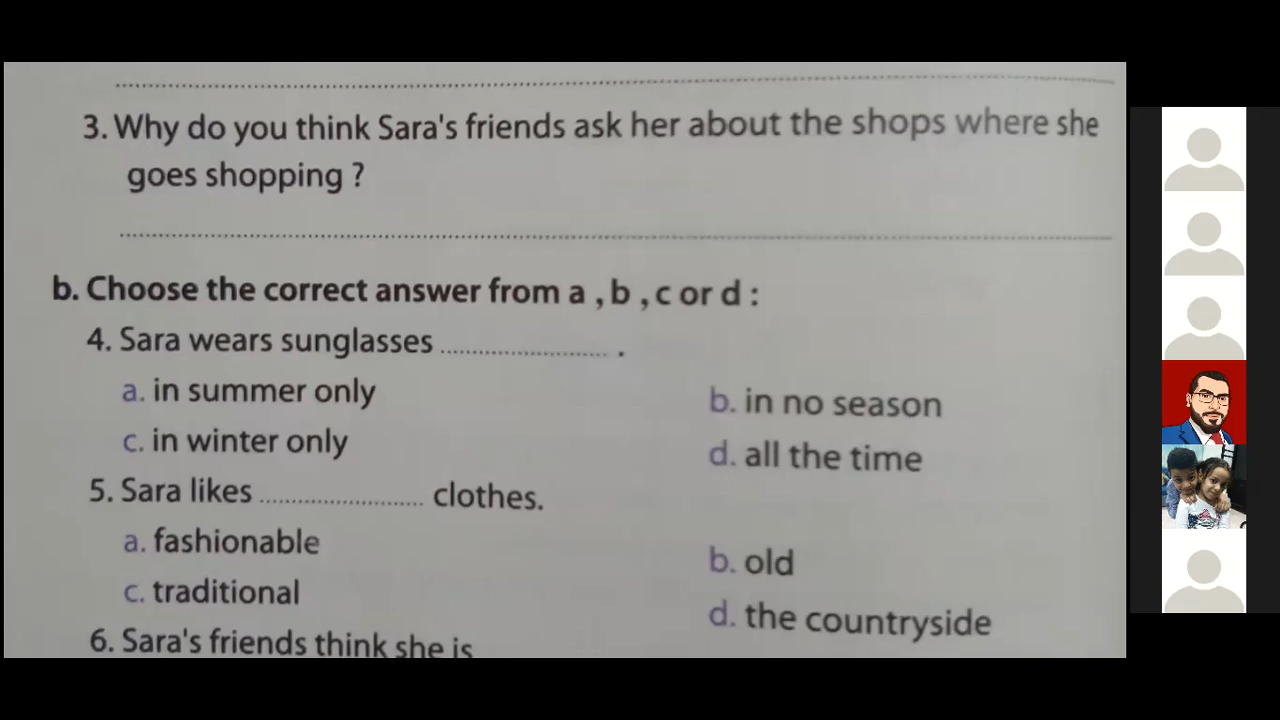 3. Why do you think Sara's friends ask her about the shops where she
goes shopping ?
b. Choose the correct answer from a , b , c or d :
4. Sara wears sunglasses ........................ .
a. in summer only
b. in no season
c. in winter only
d. all the time
5. Sara likes ........................ clothes.
a. fashionable
b. old
c. traditional
d. the countryside
6. Sara's friends think she is